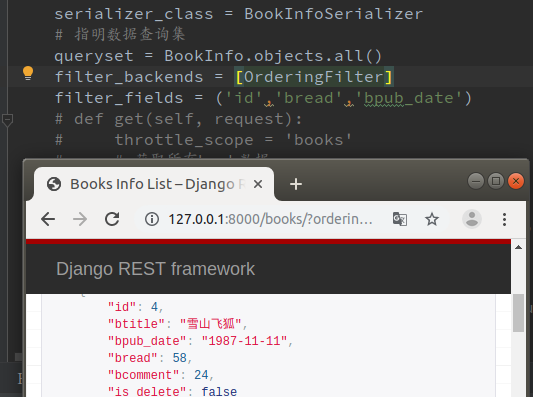 serializer_class = BookInfoSerializer
# 指明数据查询集
queryset = BookInfo.objects.all()
filter_backends = [OrderingFilter]
filter_fields = ('id','bread','bpub_date')
# def get(self, request):
#     throttle_scope = 'books'
Books Info List – Django
127.0.0.1:8000/books/?orderin...
Django REST framework
"id": 4,
"btitle": "雪山飞狐",
"bpub_date": "1987-11-11",
"bread": 58,
"bcomment": 24,
"is_delete": false